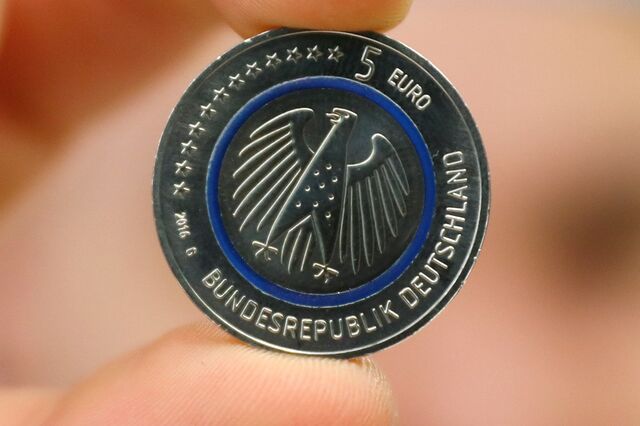 5 EURO
BUNDESREPUBLIK DEUTSCHLAND
2016 G